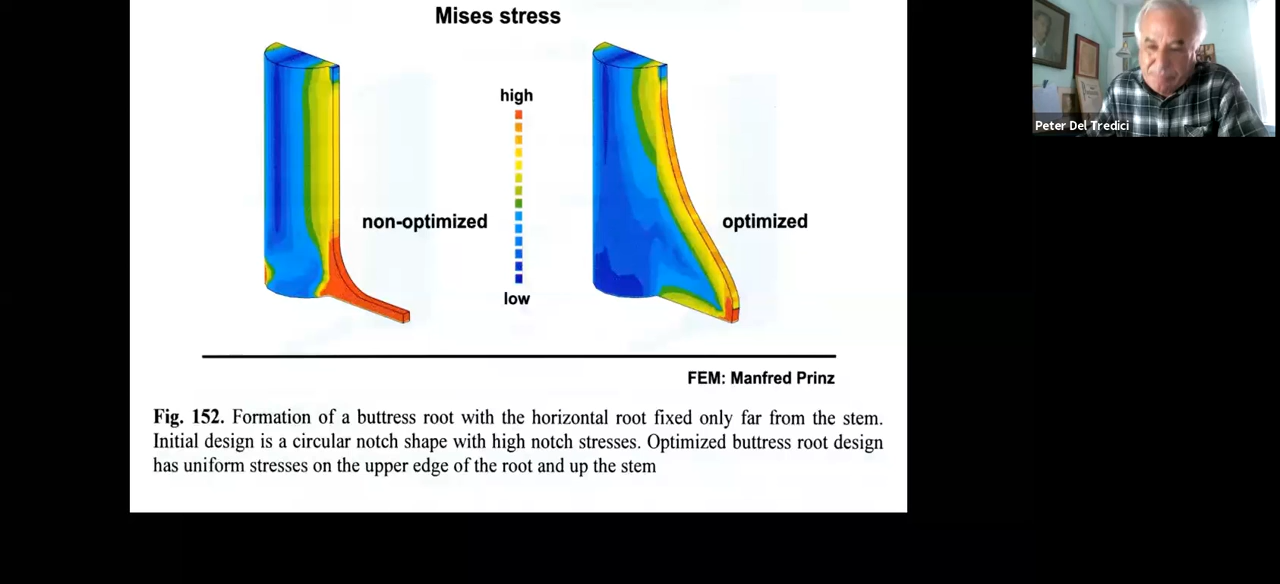 Mises stress
high
non-optimized
optimized
low
FEM: Manfred Prinz
Fig. 152. Formation of a buttress root with the horizontal root fixed only far from the stem.
Initial design is a circular notch shape with high notch stresses. Optimized buttress root design
has uniform stresses on the upper edge of the root and up the stem
Peter Del Tredici